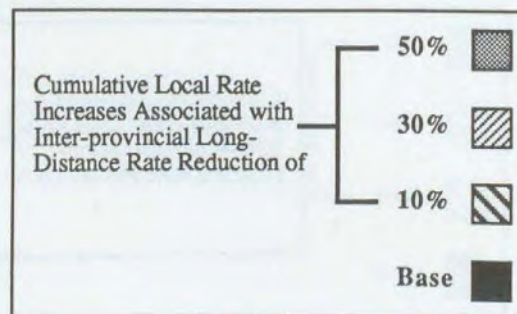 50%
Cumulative Local Rate
Increases Associated with
Inter-provincial Long-
Distance Rate Reduction of
30%
10%
Base